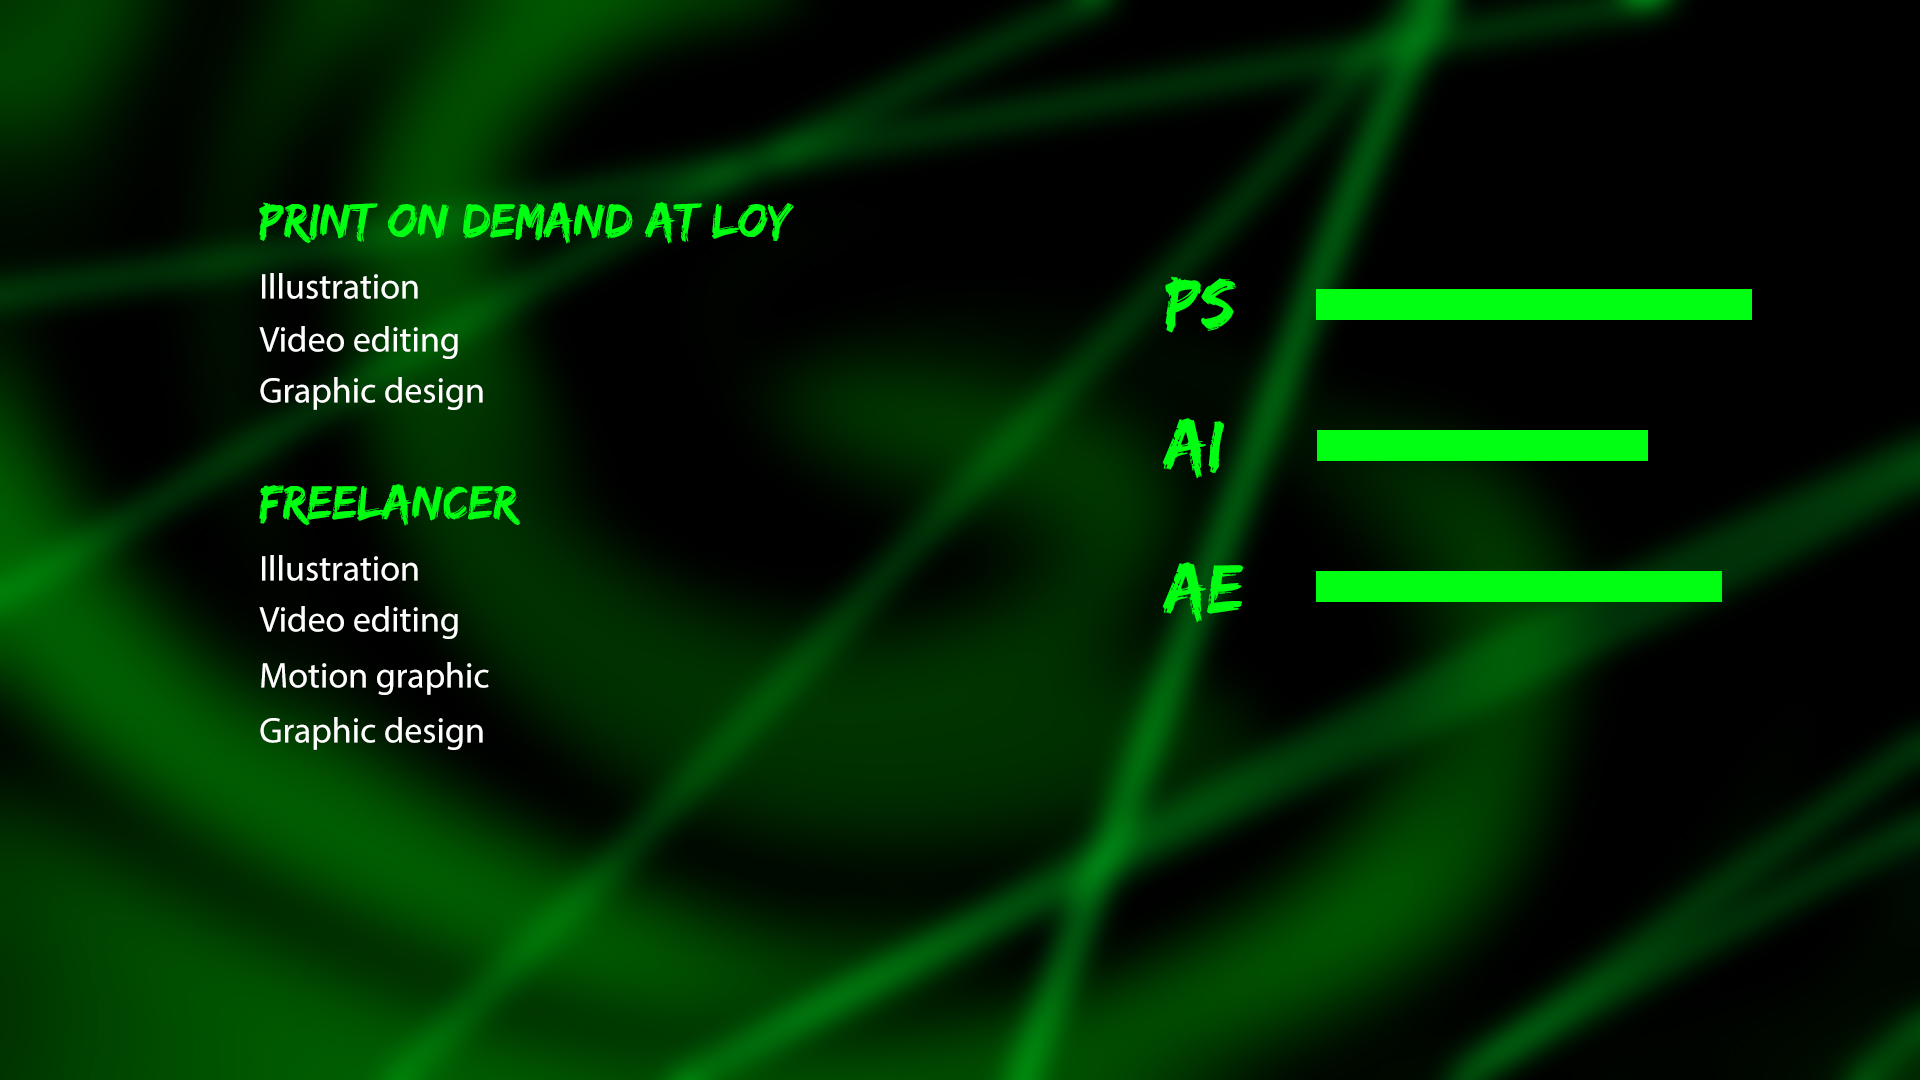 PRINT ON DEMAND AT LOY
Illustration
Video editing
Graphic design
FREELANCER
Illustration
Video editing
Motion graphic
Graphic design
PS
AI
AE